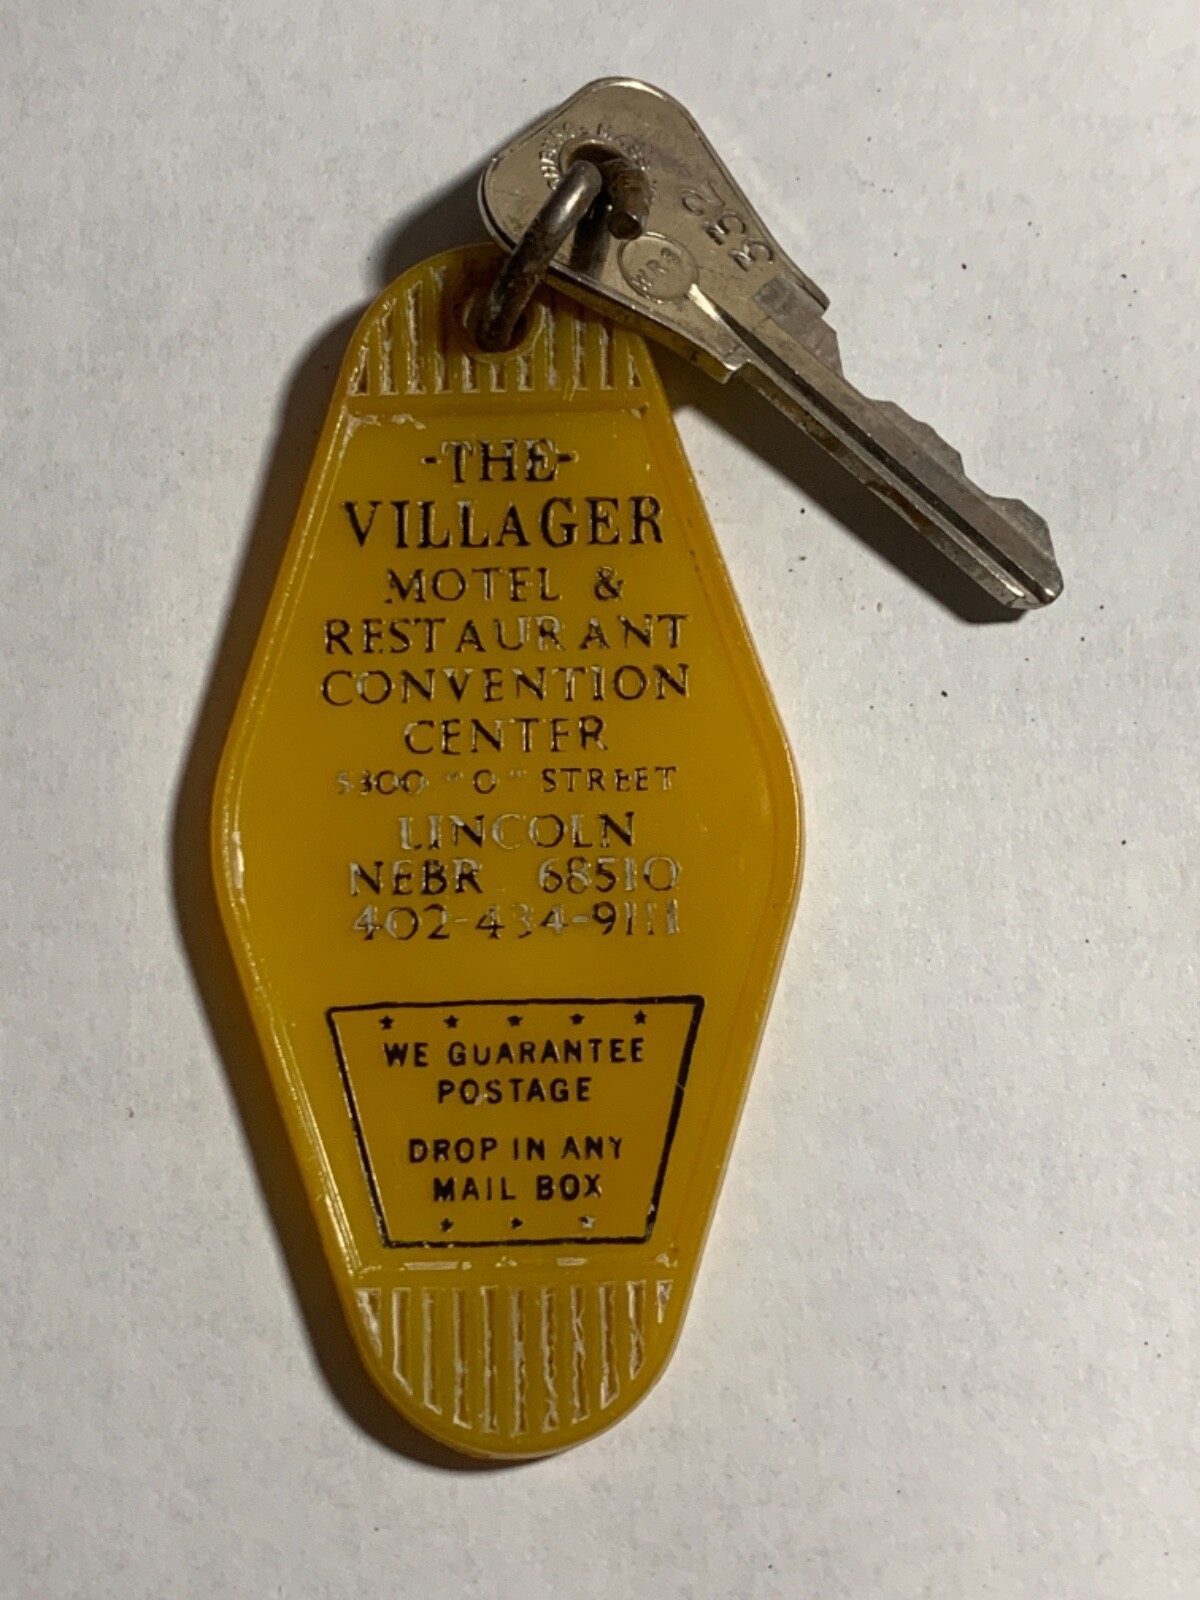 332
-THE-
VILLAGER
MOTEL &
RESTAURANT
CONVENTION
CENTER
5300 "O" STREET
LINCOLN
NEBR 68510
402-434-9111
WE GUARANTEE
POSTAGE
DROP IN ANY
MAIL BOX